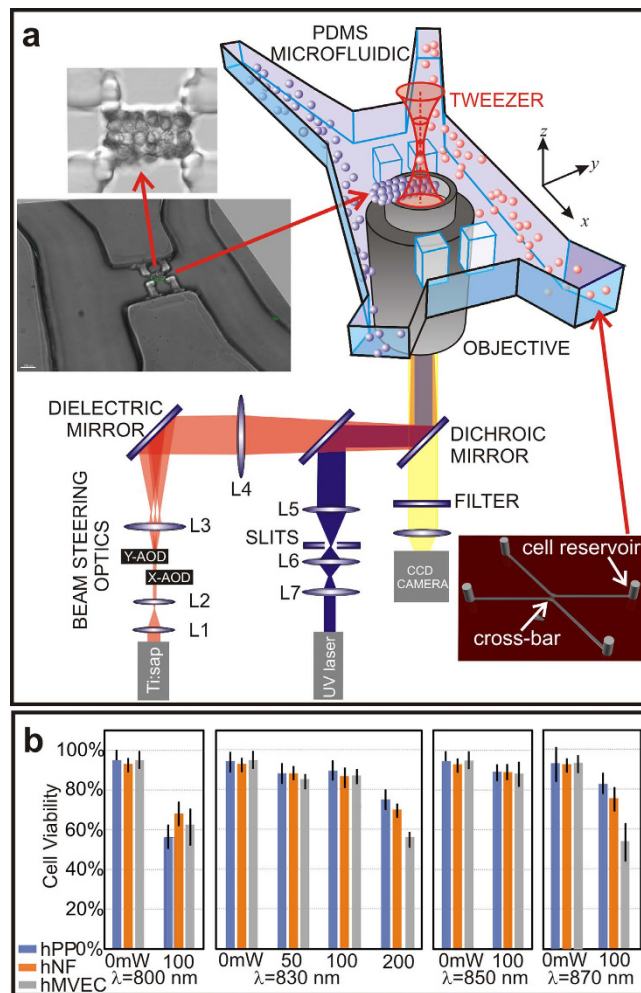 a
PDMS
MICROFLUIDIC
TWEEZER
z
y
x
OBJECTIVE
DIELECTRIC
MIRROR
DICHROIC
MIRROR
L4
L5
FILTER
BEAM STEERING
OPTICS
L3
SLITS
Y-AOD
X-AOD
L6
L2
L7
L1
CCD
CAMERA
cell reservoir
cross-bar
Ti:sap
UV laser
b
Cell Viability
100%
80%
60%
40%
20%
0%
hPP
hNF
hMVEC
0mW 100
λ=800 nm
0mW 50 100 200
λ=830 nm
0mW 100
λ=850 nm
0mW 100
λ=870 nm